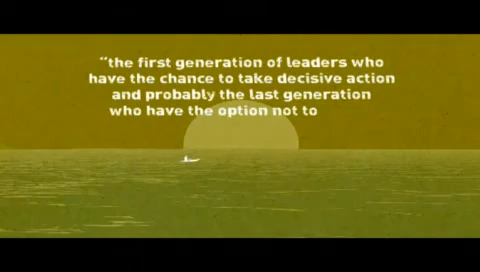 “the first generation of leaders who
have the chance to take decisive action
and probably the last generation
who have the option not to